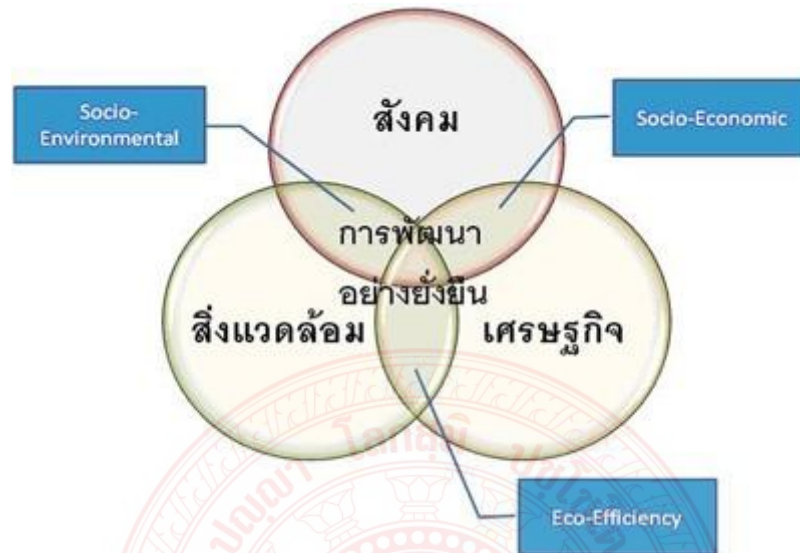 สังคม
Socio-
Environmental
Socio-Economic
การพัฒนา
อย่างยั่งยืน
สิ่งแวดล้อม
เศรษฐกิจ
Eco-Efficiency